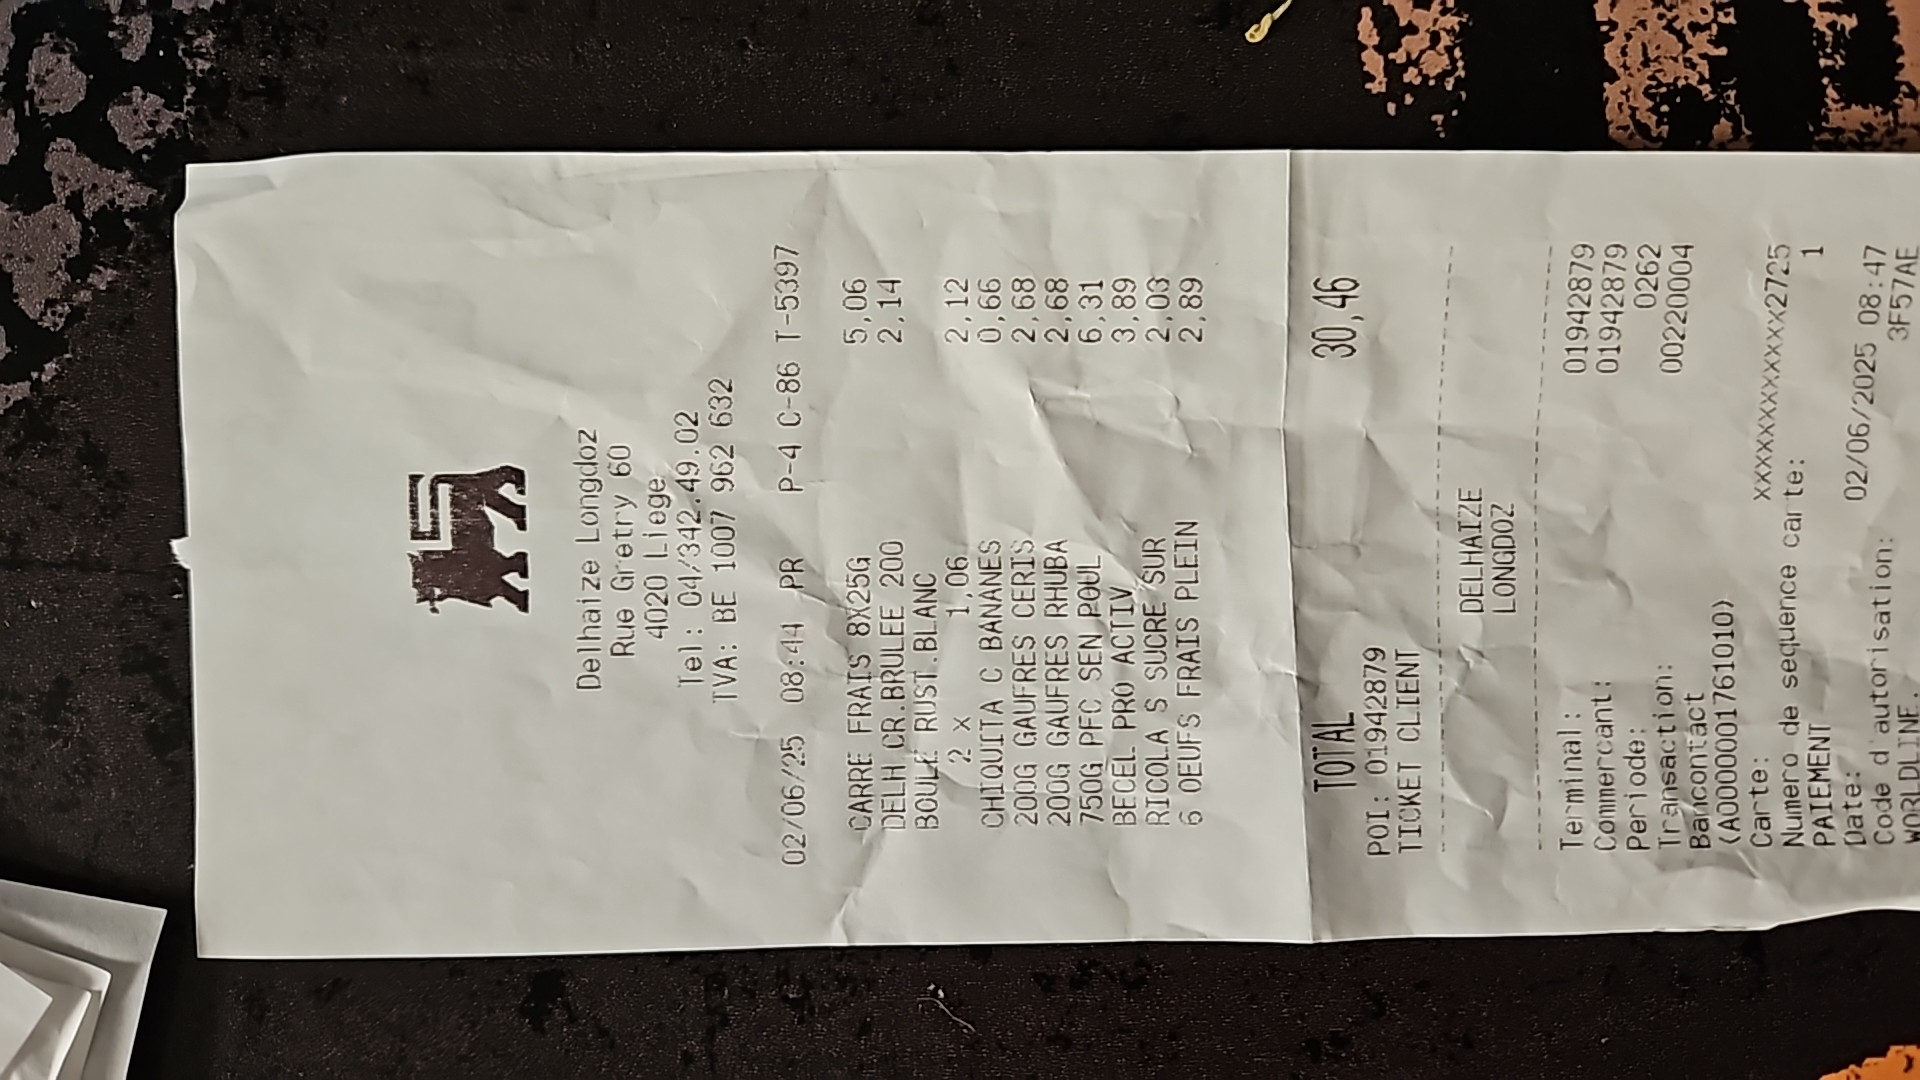 Delhaize Longdoz
Rue Gretry 60
4020 Liege
Tel : 04/342.49.02
TVA: BE 1007 962 632
02/06/25 08:44 PR P-4 C-86 T-5397
CARRE FRAIS 8X25G 5,06
DELH CR.BRULEE 200 2,14
BOULE RUST.BLANC
2 x 1,06 2,12
CHIQUITA C BANANES 0,66
200G GAUFRES CERIS 2,68
200G GAUFRES RHUBA 2,68
750G PFC SEN POUL 6,31
BECEL PRO ACTIV 3,89
RICOLA S SUCRE SUR 2,03
6 OEUFS FRAIS PLEIN 2,89
TOTAL 30,46
POI: 01942879
TICKET CLIENT
DELHAIZE
LONGDOZ
Terminal: 01942879
Commercant: 01942879
Periode: 0262
Transaction: 00220004
Bancontact
(A0000001761010)
Carte: xxxxxxxxxxxxxxx2725
Numero de sequence carte: 1
PAIEMENT
Date: 02/06/2025 08:47
Code d'autorisation: 3F57AE
WORLDLINE.